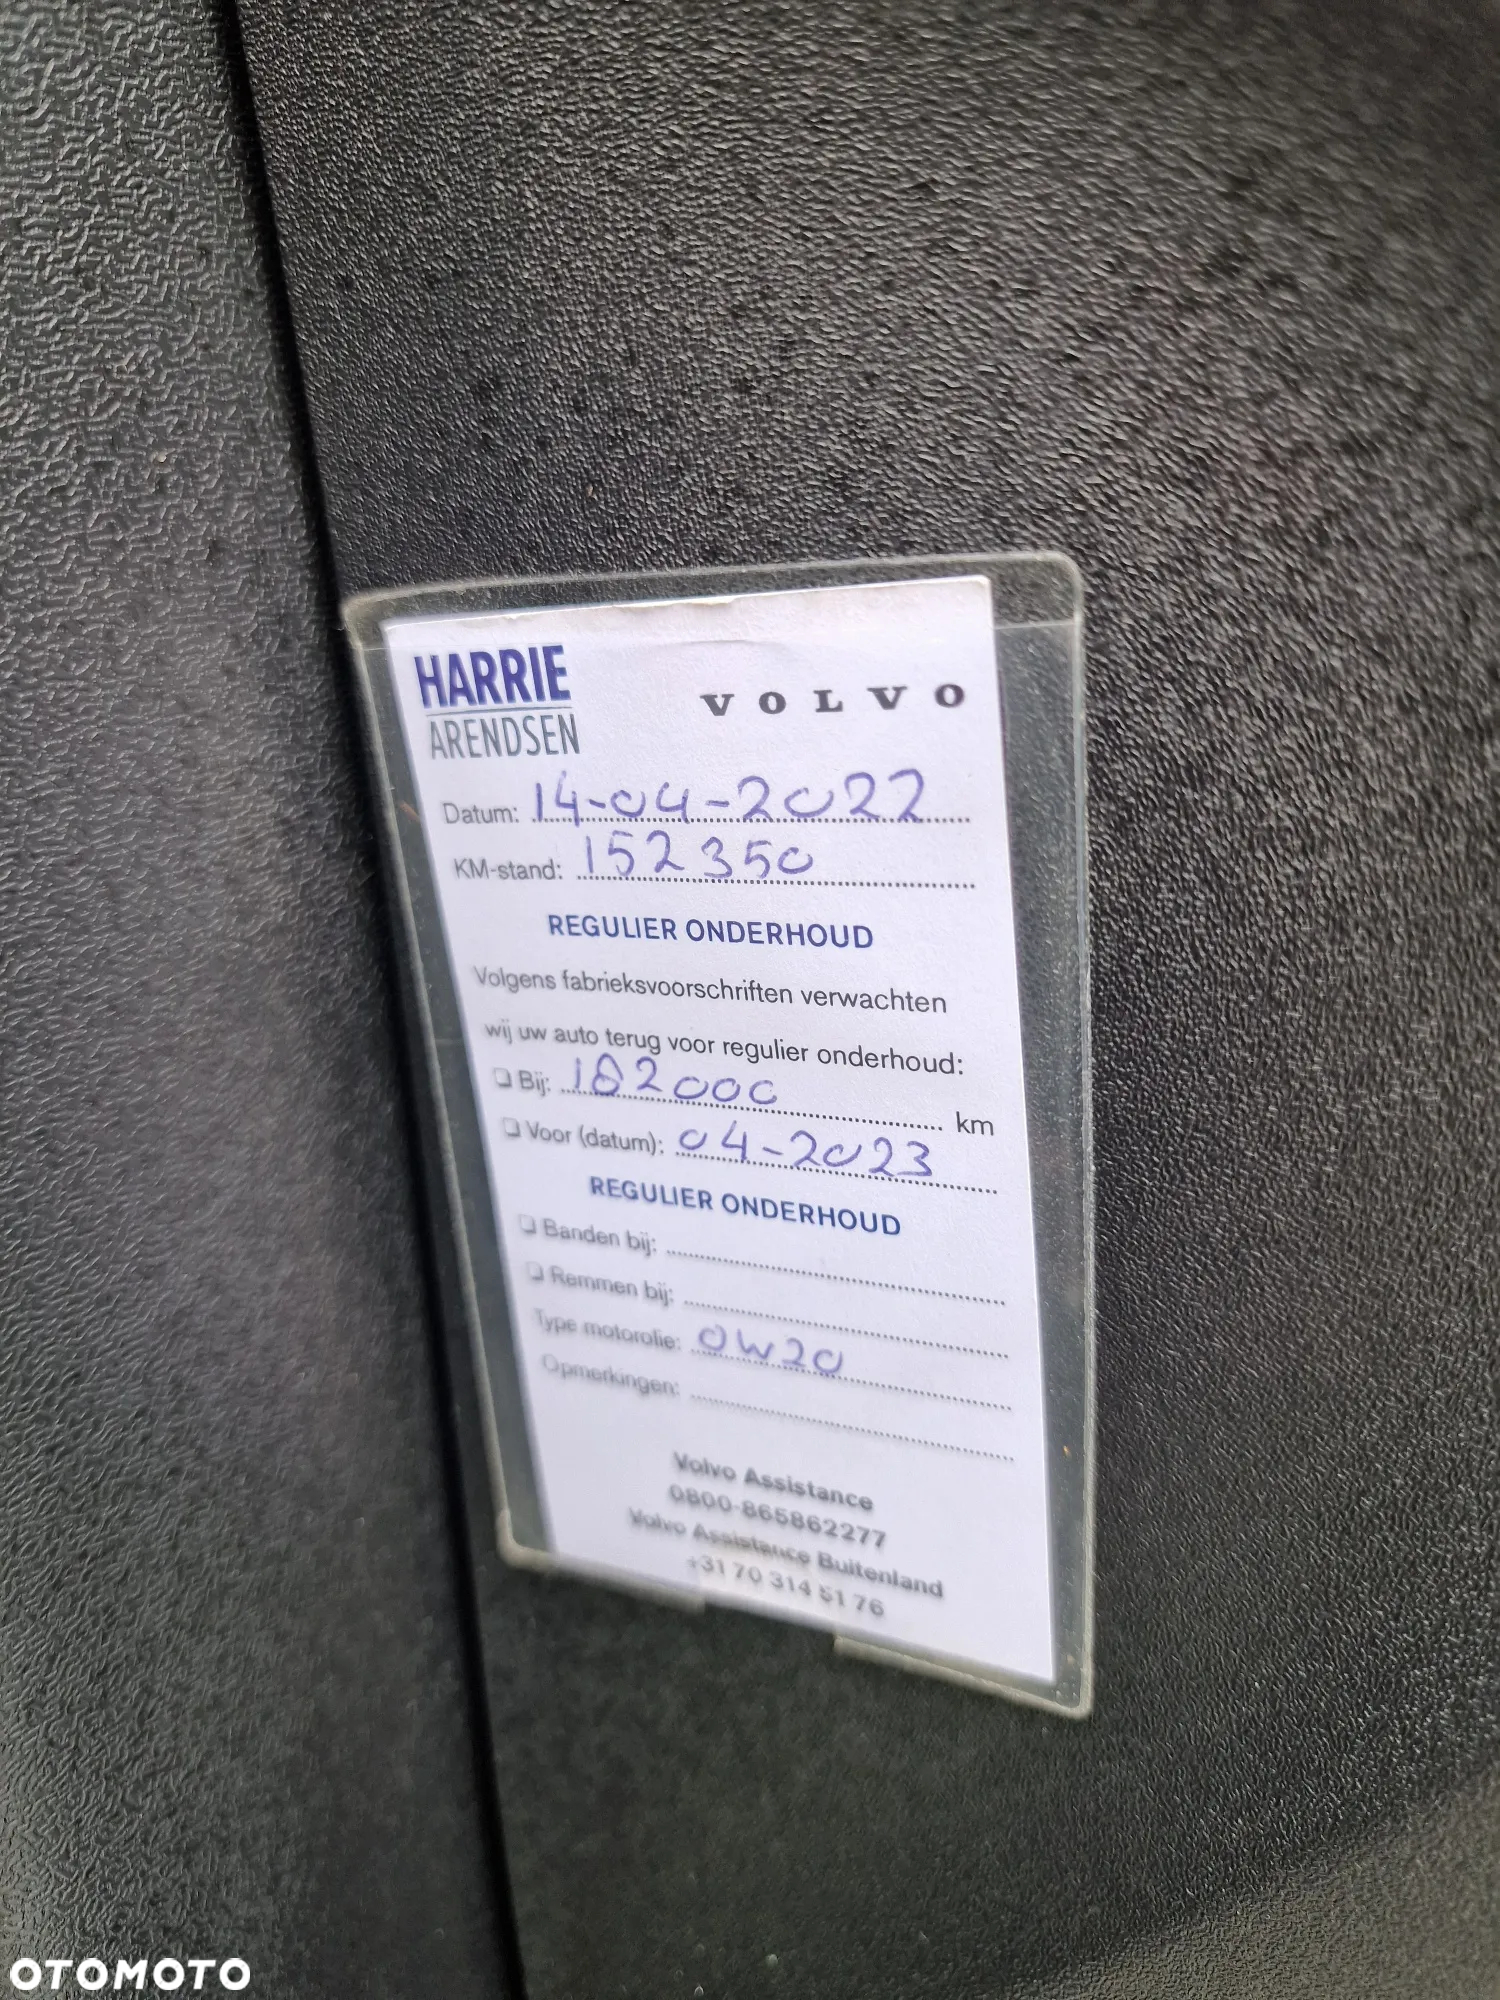 HARRIE
ARENDSEN
VOLVO
Datum: 14-04-2022
KM-stand: 152350
REGULIER ONDERHOUD
Volgens fabrieksvoorschriften verwachten
wij uw auto terug voor regulier onderhoud:
❏ Bij: 182000 km
❏ Voor (datum): 04-2023
REGULIER ONDERHOUD
❏ Banden bij:
❏ Remmen bij:
Type motorolie: 0W20
Opmerkingen:
Volvo Assistance
0800-865862277
Volvo Assistance Buitenland
+31 70 314 51 76
OTOMOTO